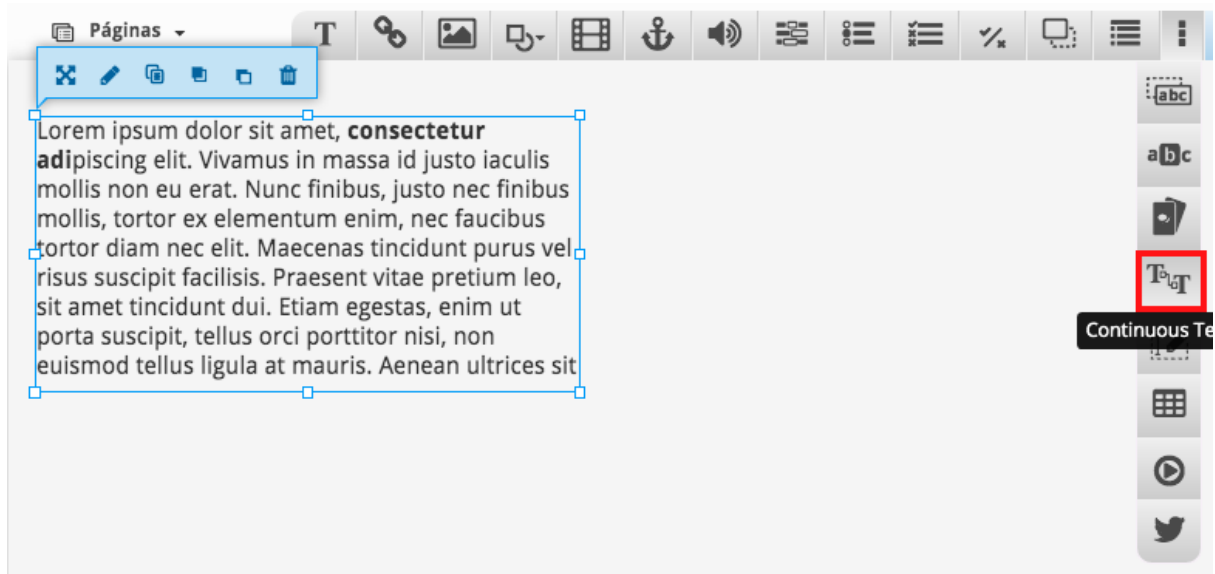 Páginas
T
Lorem ipsum dolor sit amet, consectetur
adipiscing elit. Vivamus in massa id justo iaculis
mollis non eu erat. Nunc finibus, justo nec finibus
mollis, tortor ex elementum enim, nec faucibus
tortor diam nec elit. Maecenas tincidunt purus vel
risus suscipit facilisis. Praesent vitae pretium leo,
sit amet tincidunt dui. Etiam egestas, enim ut
porta suscipit, tellus orci porttitor nisi, non
euismod tellus ligula at mauris. Aenean ultrices sit
abc
abc
TT
Continuous Te